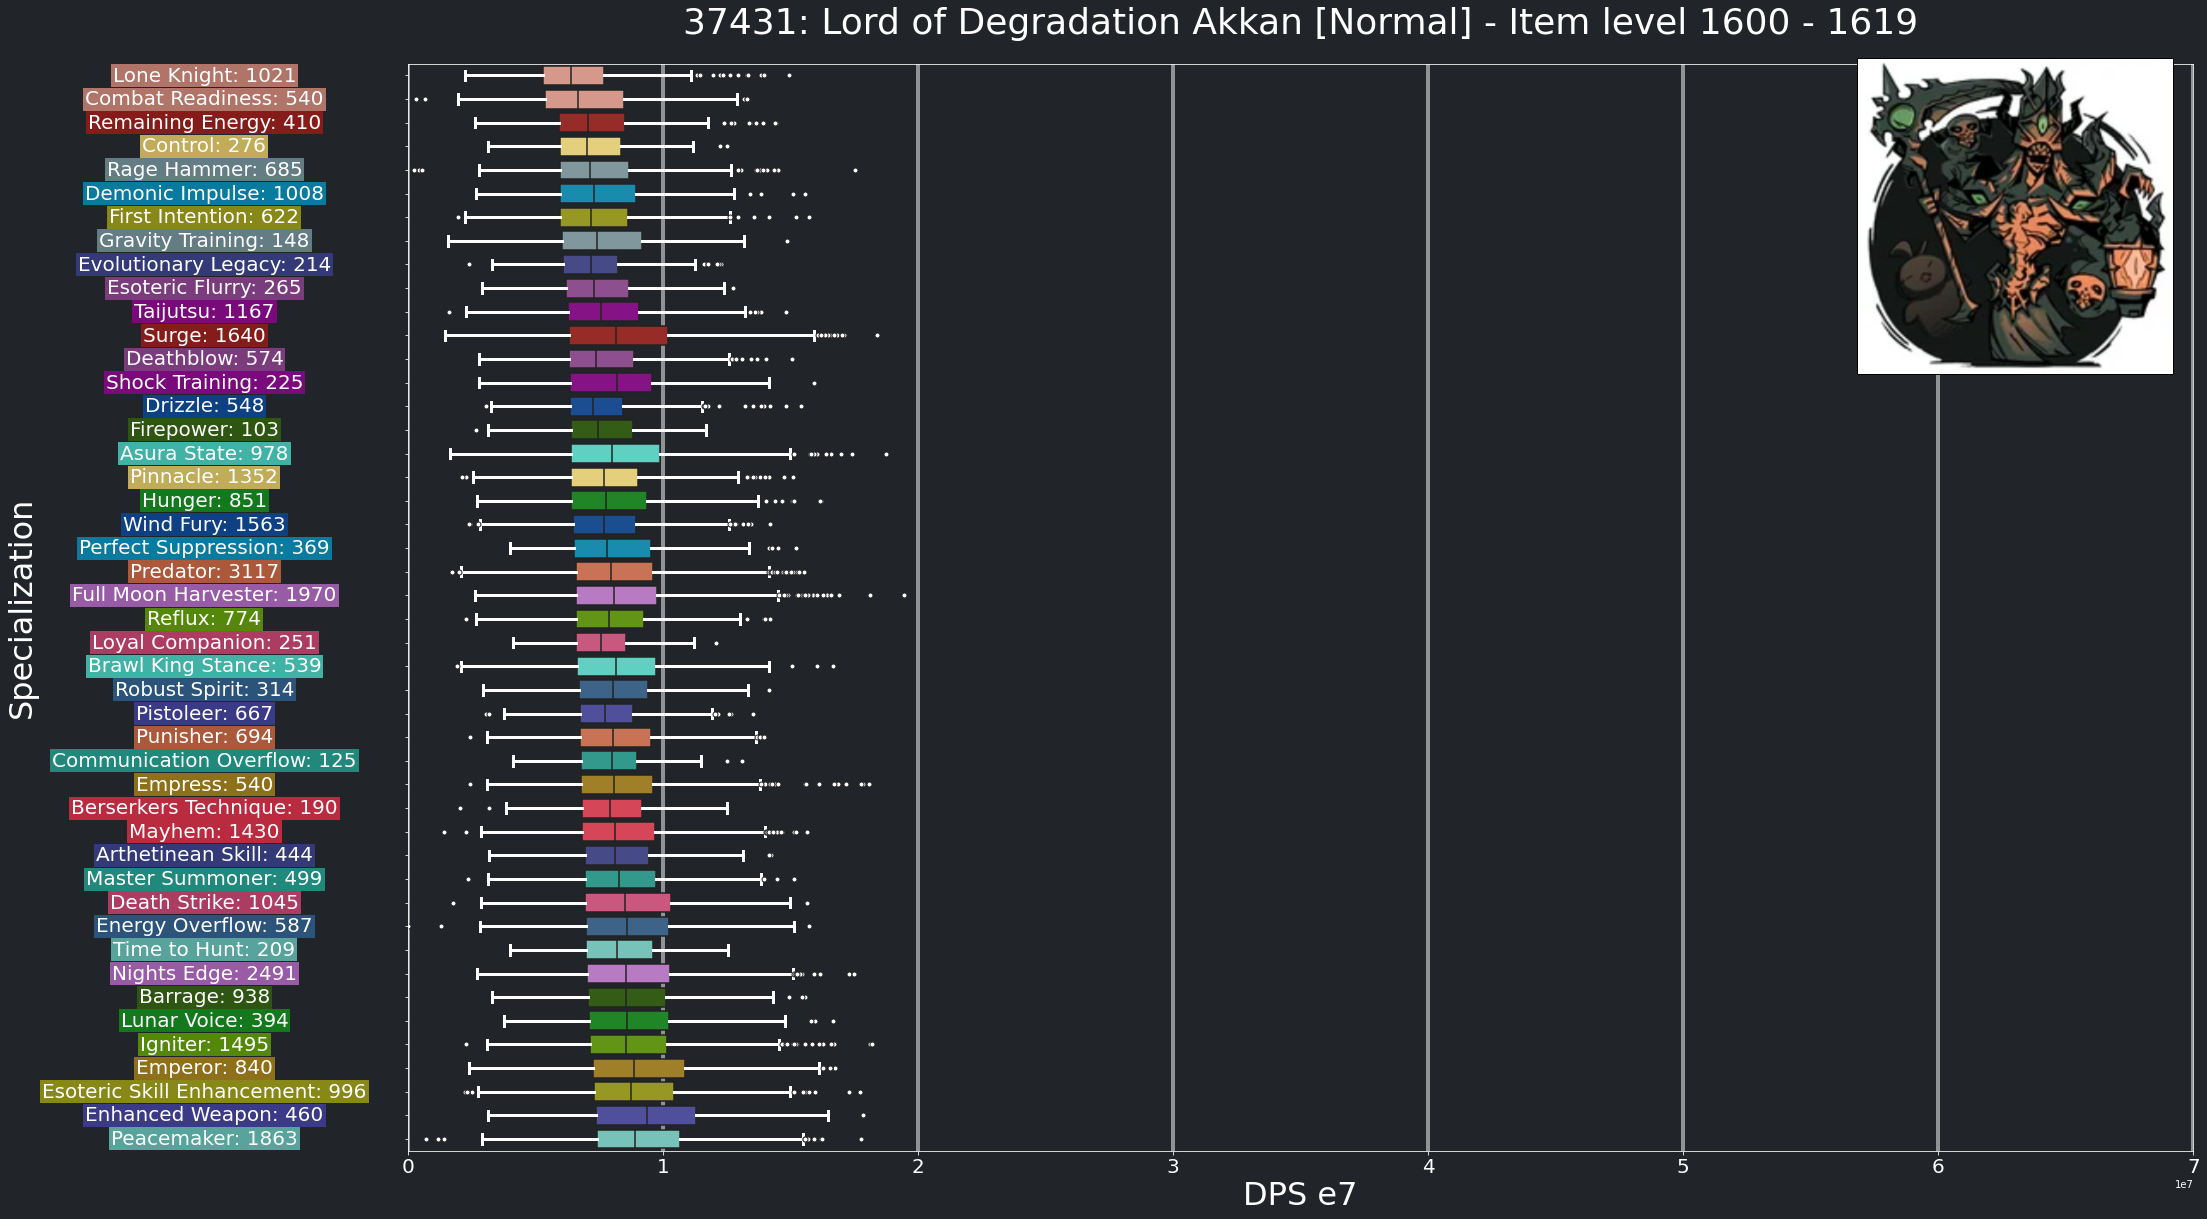 37431: Lord of Degradation Akkan [Normal] - Item level 1600 - 1619
Specialization
Lone Knight: 1021
Combat Readiness: 540
Remaining Energy: 410
Control: 276
Rage Hammer: 685
Demonic Impulse: 1008
First Intention: 622
Gravity Training: 148
Evolutionary Legacy: 214
Esoteric Flurry: 265
Taijutsu: 1167
Surge: 1640
Deathblow: 574
Shock Training: 225
Drizzle: 548
Firepower: 103
Asura State: 978
Pinnacle: 1352
Hunger: 851
Wind Fury: 1563
Perfect Suppression: 369
Predator: 3117
Full Moon Harvester: 1970
Reflux: 774
Loyal Companion: 251
Brawl King Stance: 539
Robust Spirit: 314
Pistoleer: 667
Punisher: 694
Communication Overflow: 125
Empress: 540
Berserkers Technique: 190
Mayhem: 1430
Arthetinean Skill: 444
Master Summoner: 499
Death Strike: 1045
Energy Overflow: 587
Time to Hunt: 209
Nights Edge: 2491
Barrage: 938
Lunar Voice: 394
Igniter: 1495
Emperor: 840
Esoteric Skill Enhancement: 996
Enhanced Weapon: 460
Peacemaker: 1863
0 1 2 3 4 5 6 7
DPS e7
1e7